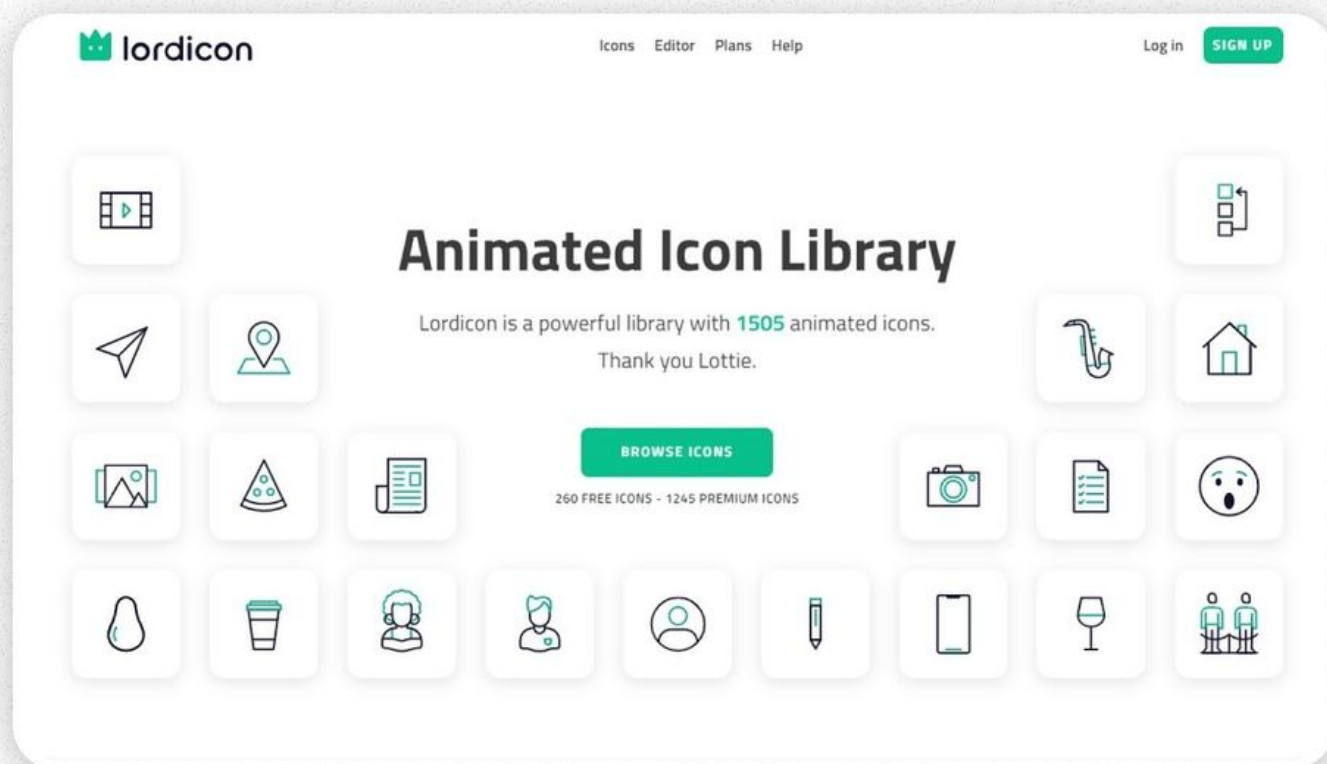 lordicon
Icons Editor Plans Help
Log in SIGN UP
Animated Icon Library
Lordicon is a powerful library with 1505 animated icons.
Thank you Lottie.
BROWSE ICONS
260 FREE ICONS - 1245 PREMIUM ICONS